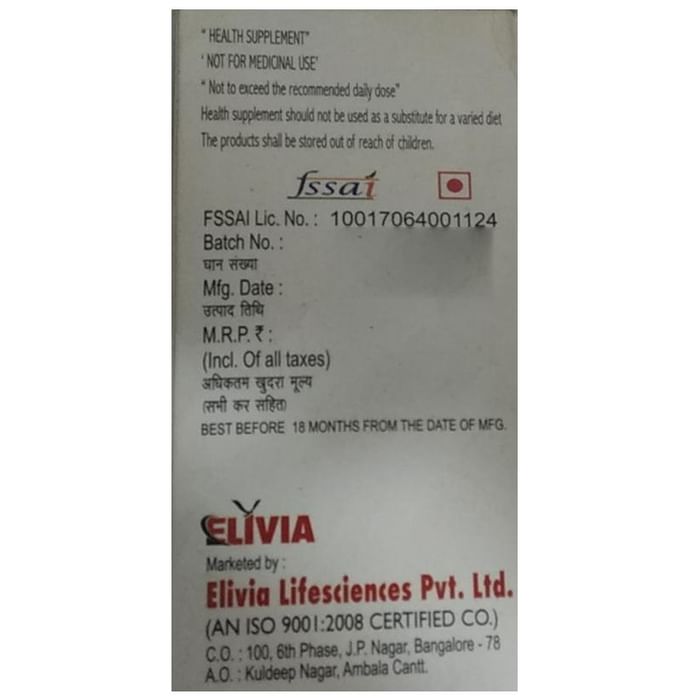 " HEALTH SUPPLEMENT"
' NOT FOR MEDICINAL USE'
" Not to exceed the recommended daily dose"
Health supplement should not be used as a substitute for a varied diet
The products shall be stored out of reach of children.
fssai
FSSAI Lic. No. : 10017064001124
Batch No. :
घान संख्या
Mfg. Date :
उत्पाद तिथि
M.R.P. ₹ :
(Incl. Of all taxes)
अधिकतम खुदरा मूल्य
(सभी कर सहित)
BEST BEFORE 18 MONTHS FROM THE DATE OF MFG.
ELIVIA
Marketed by :
Elivia Lifesciences Pvt. Ltd.
(AN ISO 9001:2008 CERTIFIED CO.)
C.O. : 100, 6th Phase, J.P. Nagar, Bangalore - 78
A.O. : Kuldeep Nagar, Ambala Cantt.